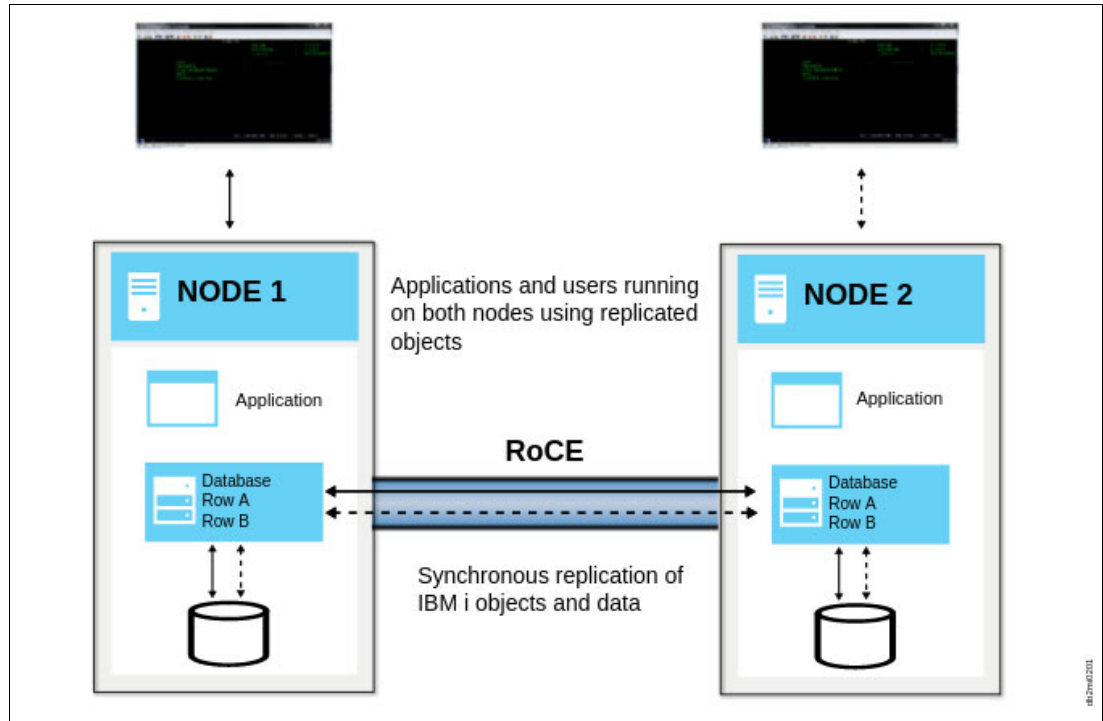 NODE 1
Applications and users running
on both nodes using replicated
objects
NODE 2
Application
Application
RoCE
Database
Row A
Row B
Database
Row A
Row B
Synchronous replication of
IBM i objects and data